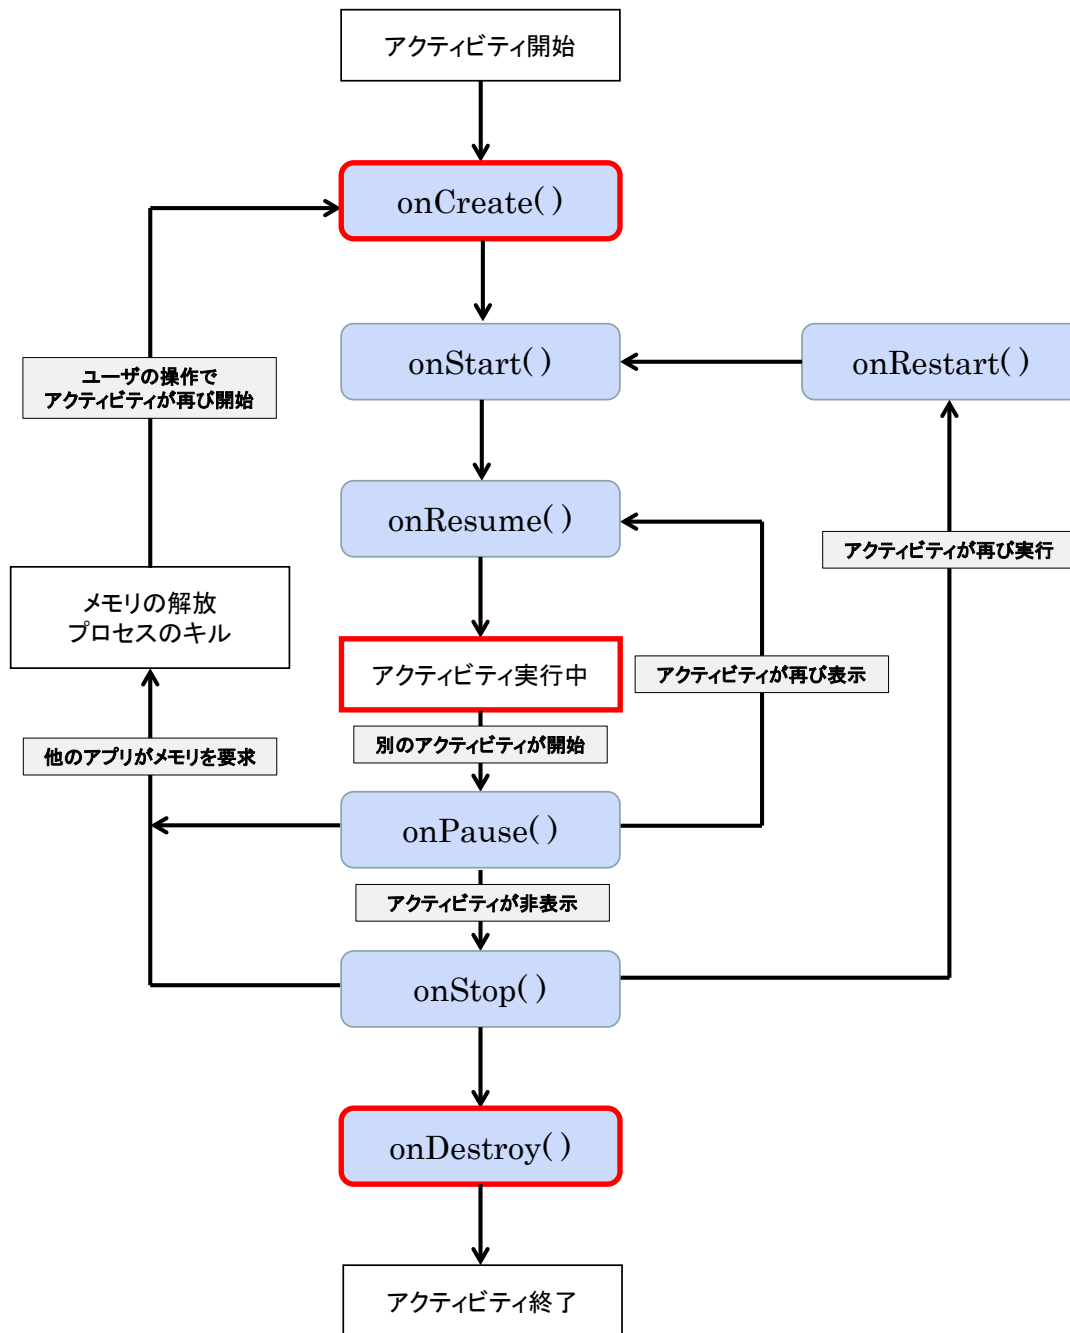 アクティビティ開始
onCreate( )
onStart( )
onRestart( )
ユーザの操作で
アクティビティが再び開始
onResume( )
アクティビティが再び実行
メモリの解放
プロセスのキル
アクティビティ実行中
アクティビティが再び表示
別のアクティビティが開始
他のアプリがメモリを要求
onPause( )
アクティビティが非表示
onStop( )
onDestroy( )
アクティビティ終了